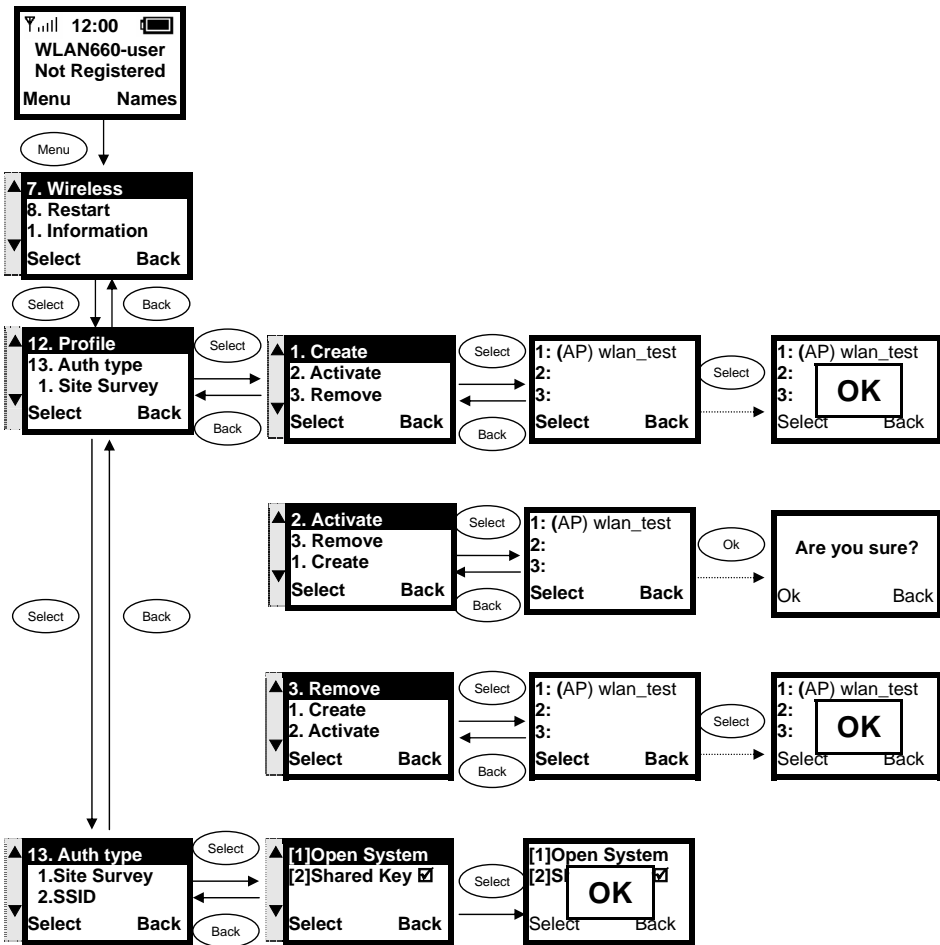 12:00
WLAN660-user
Not Registered
Menu Names
Menu
7. Wireless
8. Restart
1. Information
Select Back
Select Back
12. Profile
13. Auth type
1. Site Survey
Select Back
Select
Back
1. Create
2. Activate
3. Remove
Select Back
Select
Back
1: (AP) wlan_test
2:
3:
Select Back
Select
1: (AP) wlan_test
2:
3:
OK
Select Back
2. Activate
3. Remove
1. Create
Select Back
Select
Back
1: (AP) wlan_test
2:
3:
Select Back
Ok
Are you sure?
Ok Back
Select Back
3. Remove
1. Create
2. Activate
Select Back
Select
Back
1: (AP) wlan_test
2:
3:
Select Back
Select
1: (AP) wlan_test
2:
3:
OK
Select Back
13. Auth type
1.Site Survey
2.SSID
Select Back
Select
Back
[1]Open System
[2]Shared Key ☑
Select Back
Select
[1]Open System
[2]S ☑
OK
Select Back